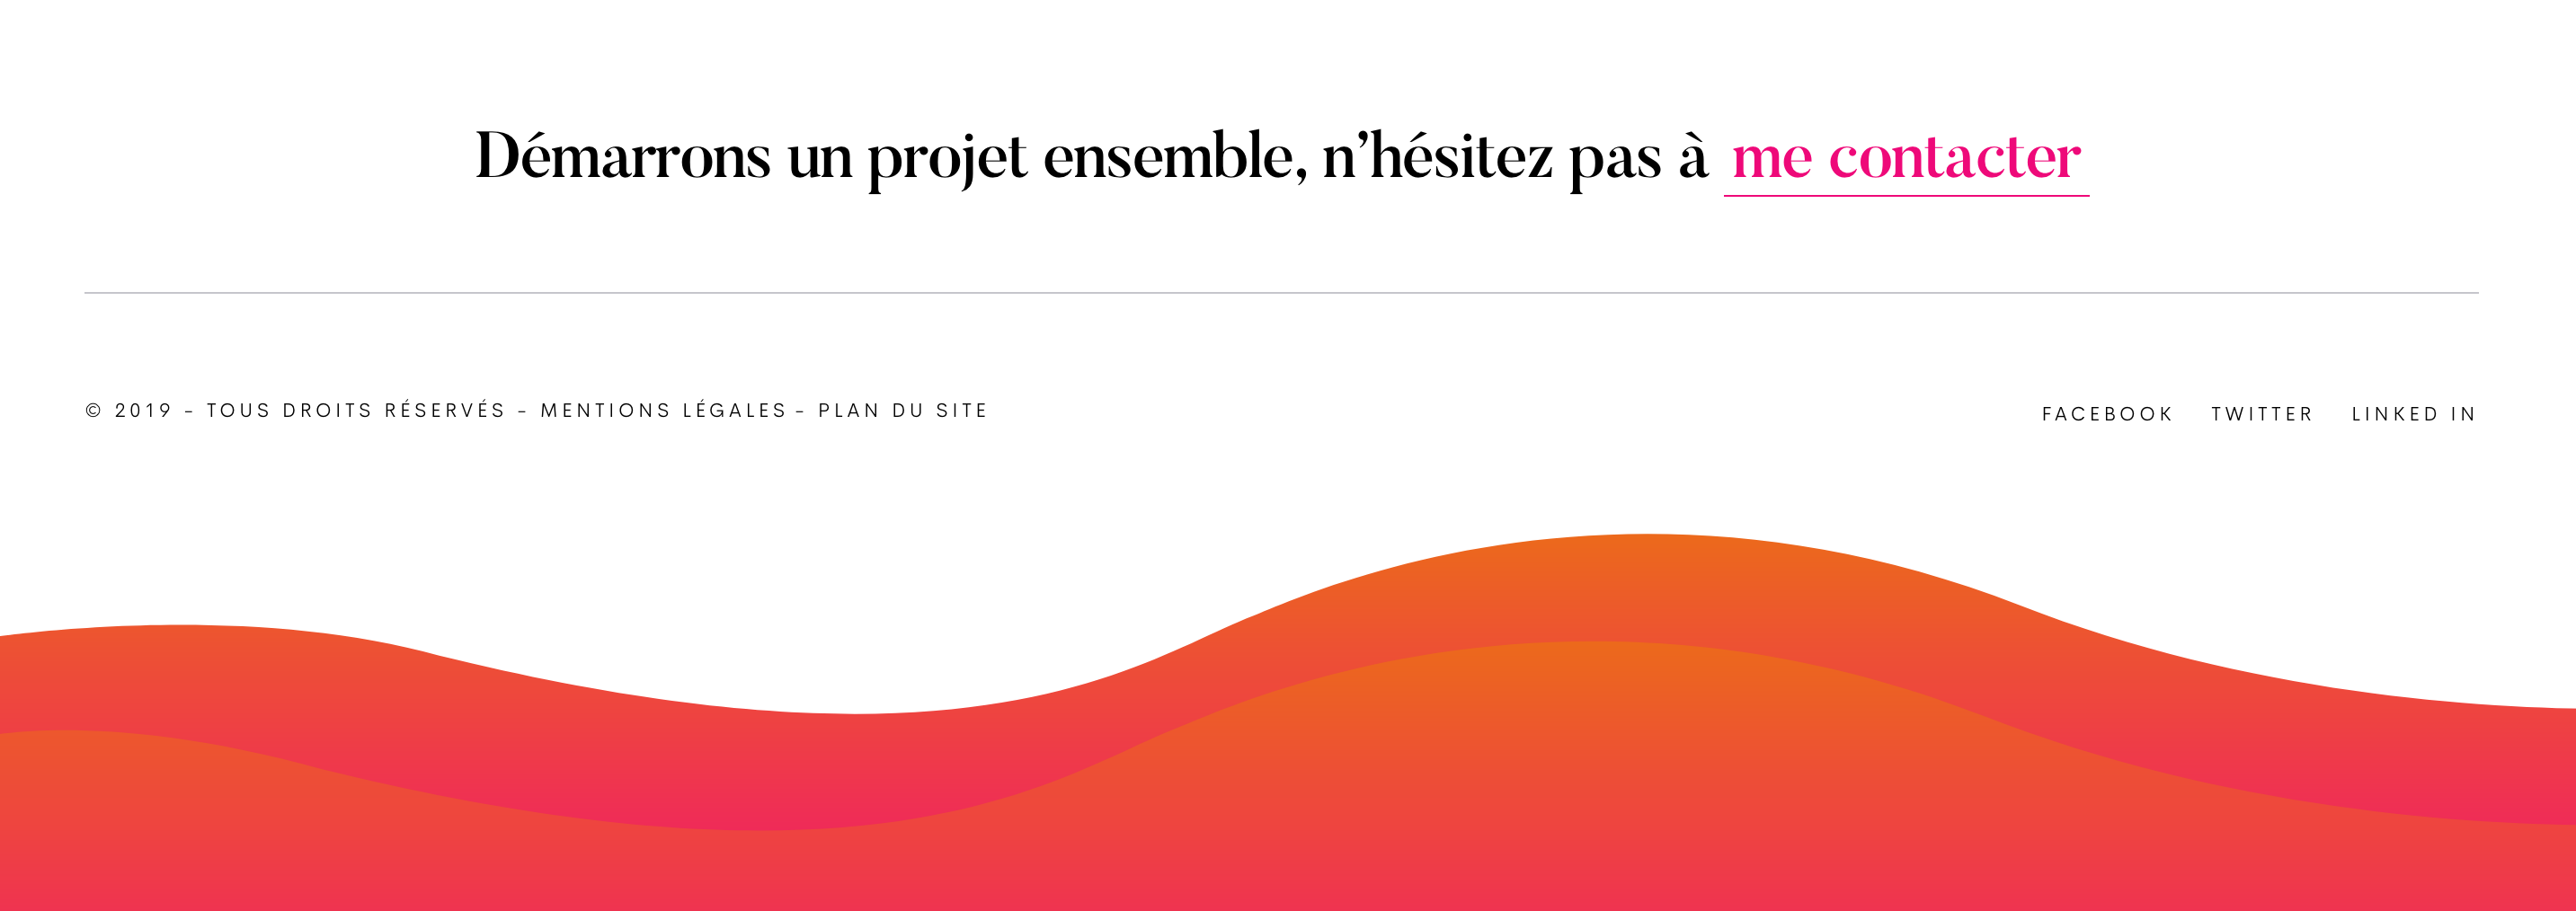 Démarrons un projet ensemble, n’hésitez pas à me contacter
© 2019 – TOUS DROITS RÉSERVÉS – MENTIONS LÉGALES – PLAN DU SITE
FACEBOOK TWITTER LINKED IN